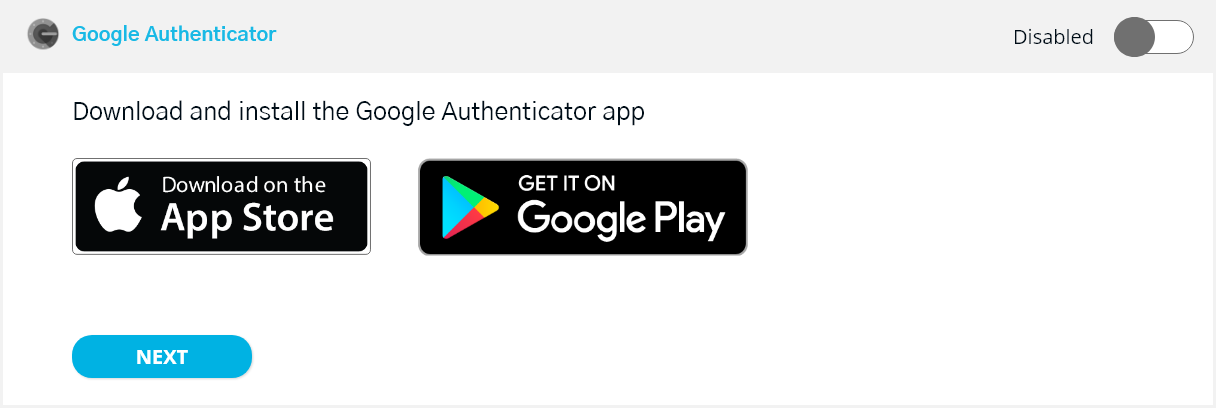 Google Authenticator
Disabled
Download and install the Google Authenticator app
Download on the
App Store
GET IT ON
Google Play
NEXT